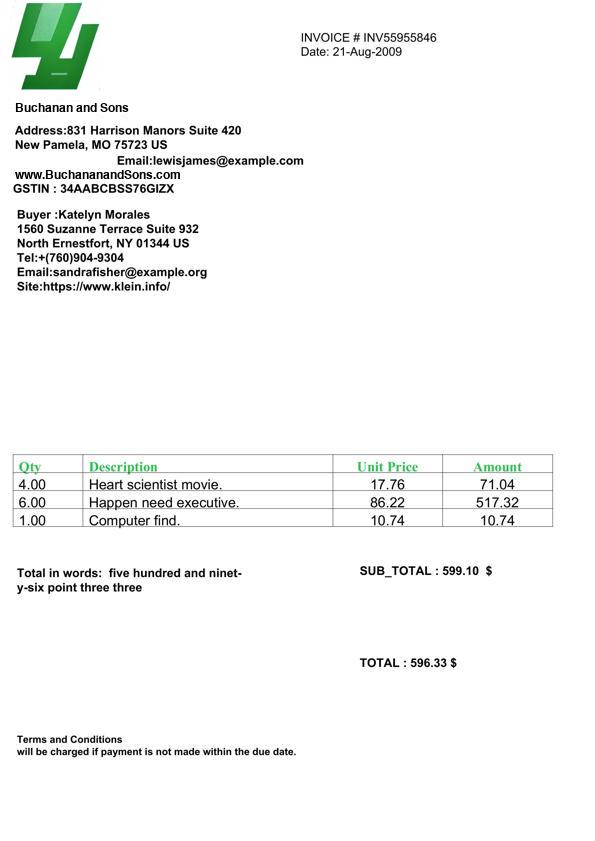 INVOICE # INV55955846
Date: 21-Aug-2009
Buchanan and Sons
Address:831 Harrison Manors Suite 420
New Pamela, MO 75723 US
Email:lewisjames@example.com
www.BuchananandSons.com
GSTIN : 34AABCBSS76GIZX
Buyer :Katelyn Morales
1560 Suzanne Terrace Suite 932
North Ernestfort, NY 01344 US
Tel:+(760)904-9304
Email:sandrafisher@example.org
Site:https://www.klein.info/
Qty Description Unit Price Amount
4.00 Heart scientist movie. 17.76 71.04
6.00 Happen need executive. 86.22 517.32
1.00 Computer find. 10.74 10.74
Total in words:  five hundred and ninet-
y-six point three three
SUB_TOTAL : 599.10  $
TOTAL : 596.33 $
Terms and Conditions
will be charged if payment is not made within the due date.